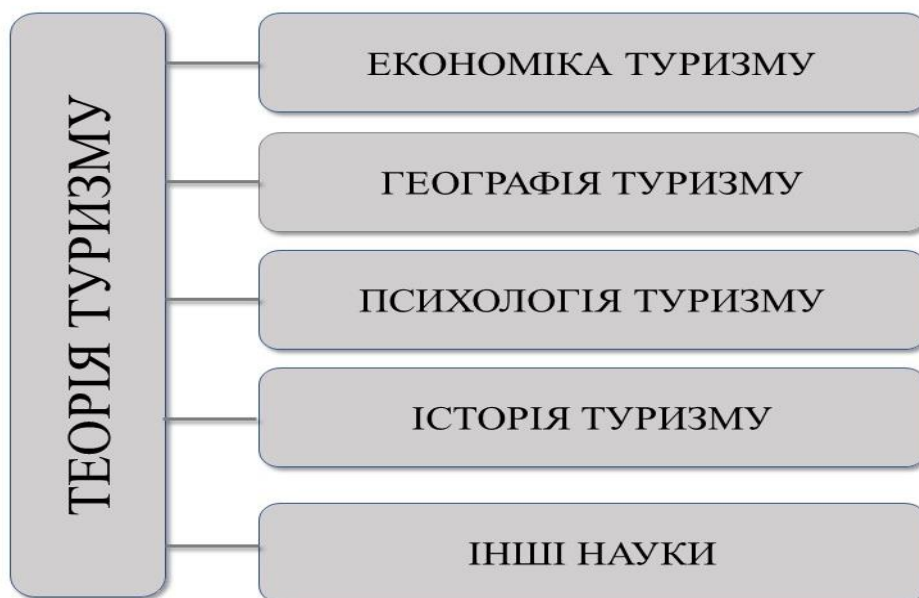 ТЕОРІЯ ТУРИЗМУ
ЕКОНОМІКА ТУРИЗМУ
ГЕОГРАФІЯ ТУРИЗМУ
ПСИХОЛОГІЯ ТУРИЗМУ
ІСТОРІЯ ТУРИЗМУ
ІНШІ НАУКИ